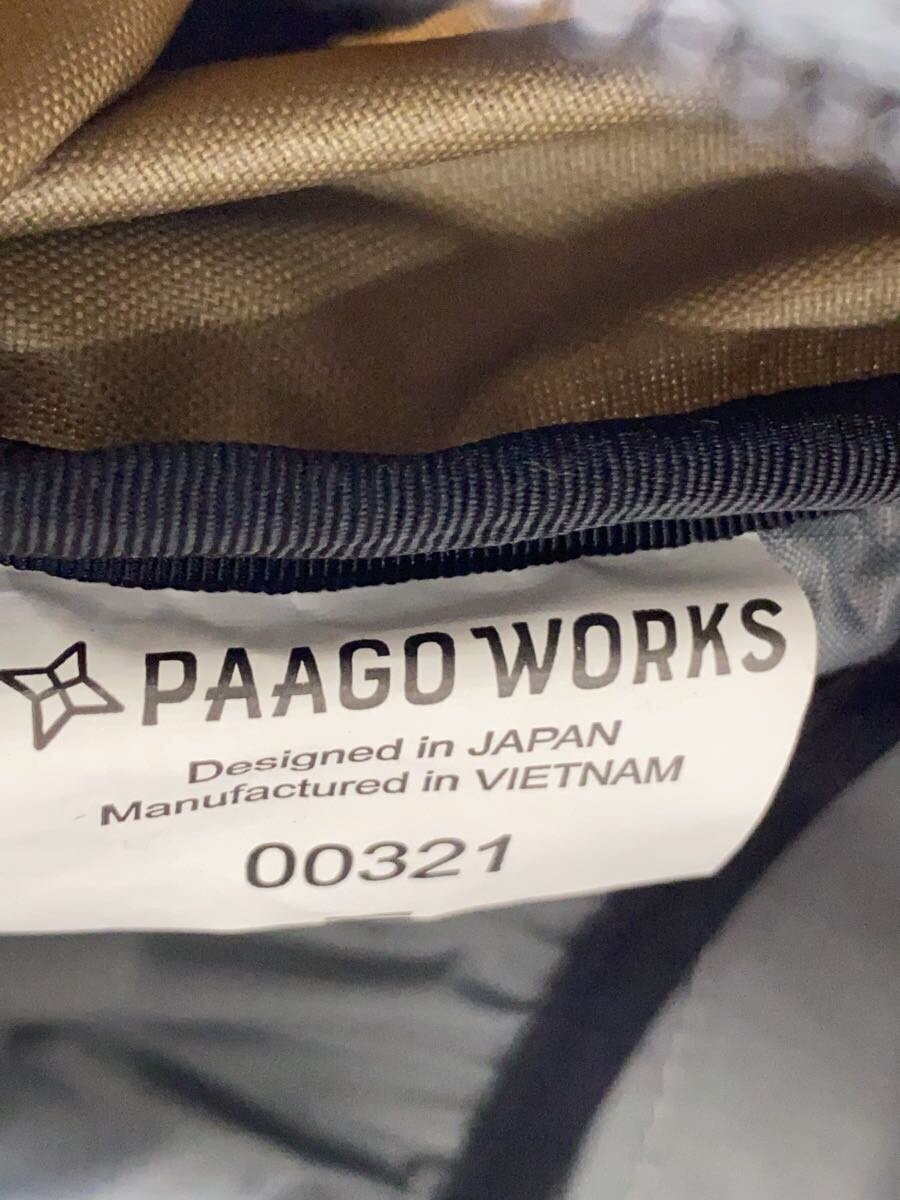 PAAGO WORKS
Designed in JAPAN
Manufactured in VIETNAM
00321